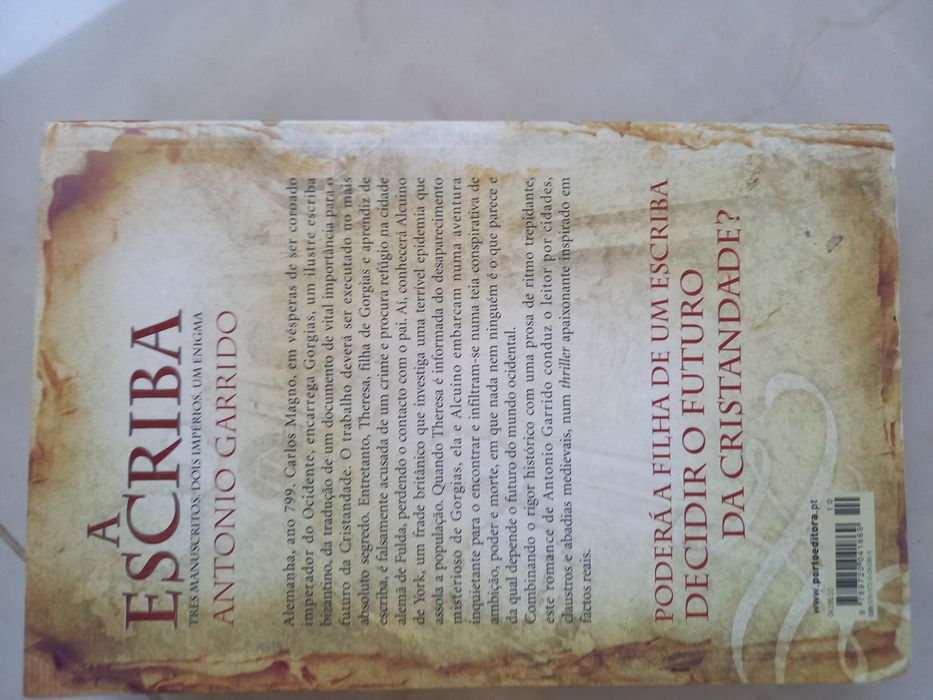 A
ESCRIBA
TRÊS MANUSCRITOS, DOIS IMPÉRIOS, UM ENIGMA
ANTONIO GARRIDO
Alemanha, ano 799. Carlos Magno, em vésperas de ser coroado
imperador do Ocidente, encarrega Gorgias, um ilustre escriba
bizantino, da tradução de um documento de vital importância para o
futuro da Cristandade. O trabalho deverá ser executado no mais
absoluto segredo. Entretanto, Theresa, filha de Gorgias e aprendiz de
escriba, é falsamente acusada de um crime e procura refúgio na cidade
alemã de Fulda, perdendo o contacto com o pai. Aí, conhecerá Alcuino
de York, um frade britânico que investiga uma terrível epidemia que
assola a população. Quando Theresa é informada do desaparecimento
misterioso de Gorgias, ela e Alcuino embarcam numa aventura
inquietante para o encontrar e infiltram-se numa teia conspirativa de
ambição, poder e morte, em que nada nem ninguém é o que parece e
da qual depende o futuro do mundo ocidental.
Combinando o rigor histórico com uma prosa de ritmo trepidante,
este romance de Antonio Garrido conduz o leitor por cidades,
claustros e abadias medievais, num thriller apaixonante inspirado em
factos reais.
PODERÁ A FILHA DE UM ESCRIBA
DECIDIR O FUTURO
DA CRISTANDADE?
www.portoeditora.pt
10
9 789720 041869